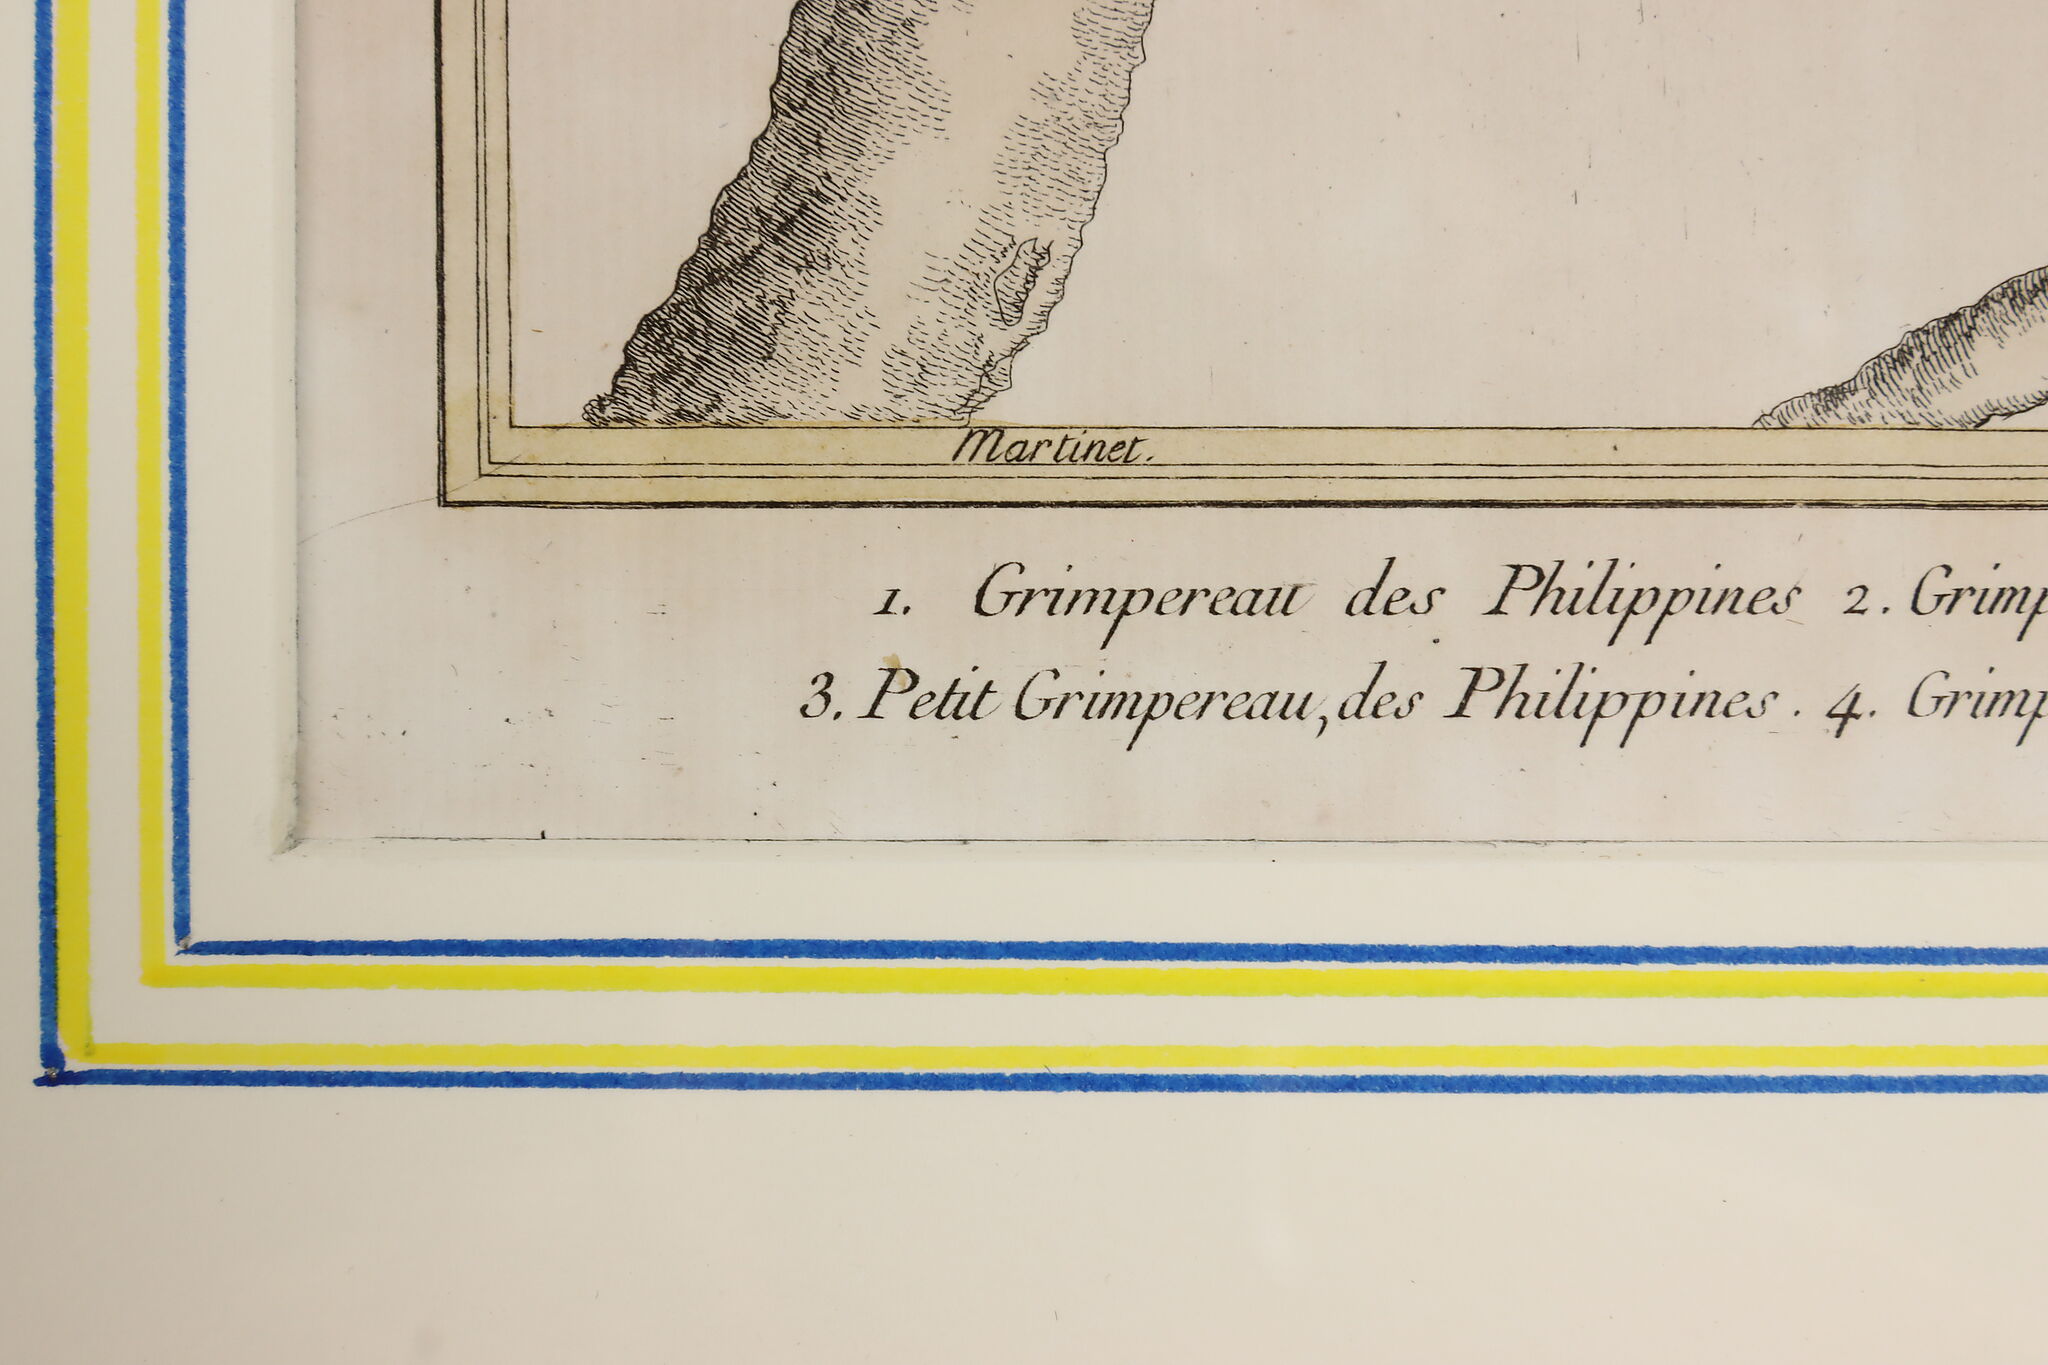 Martinet.
1. Grimpereau des Philippines 2. Grimp
3. Petit Grimpereau, des Philippines. 4. Grimp